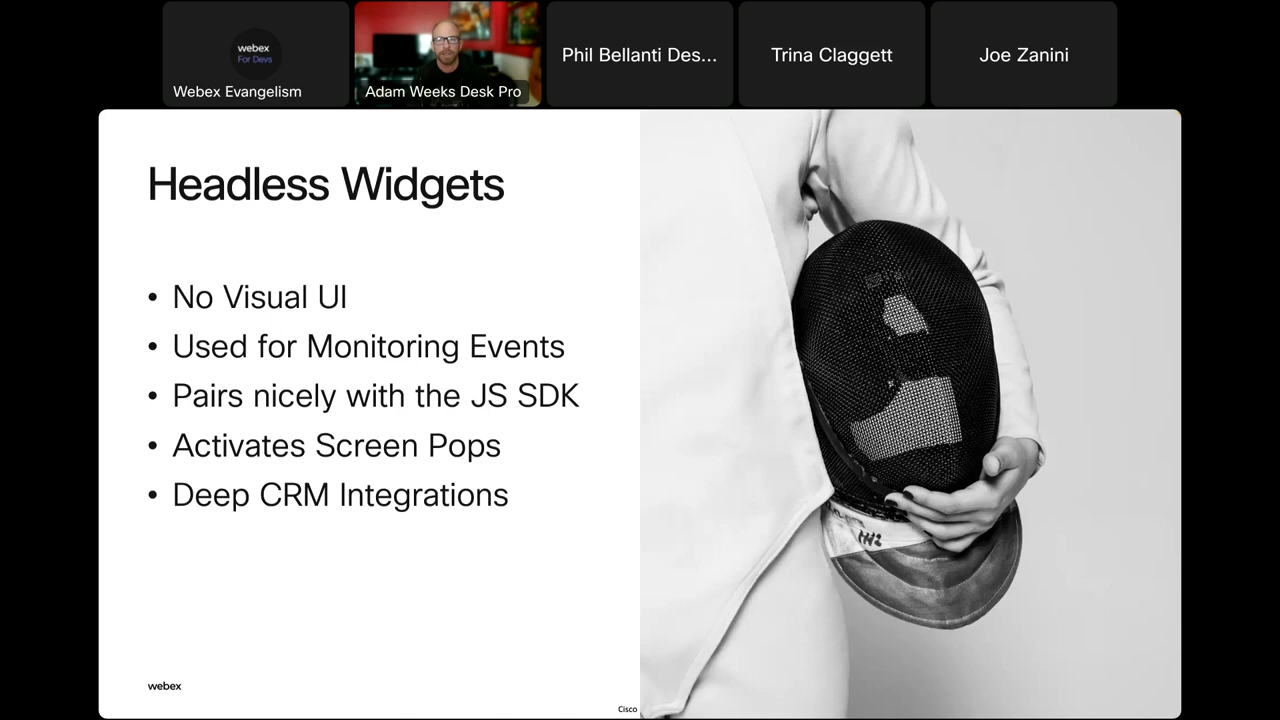 webex
For Devs
Webex Evangelism
Adam Weeks Desk Pro
Phil Bellanti Des...
Trina Claggett
Joe Zanini
Headless Widgets
• No Visual UI
• Used for Monitoring Events
• Pairs nicely with the JS SDK
• Activates Screen Pops
• Deep CRM Integrations
webex
Cisco